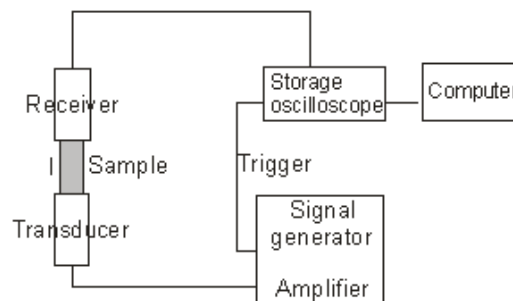 Storage
oscilloscope
Computer
Receiver
l Sample
Trigger
Transducer
Signal
generator
Amplifier